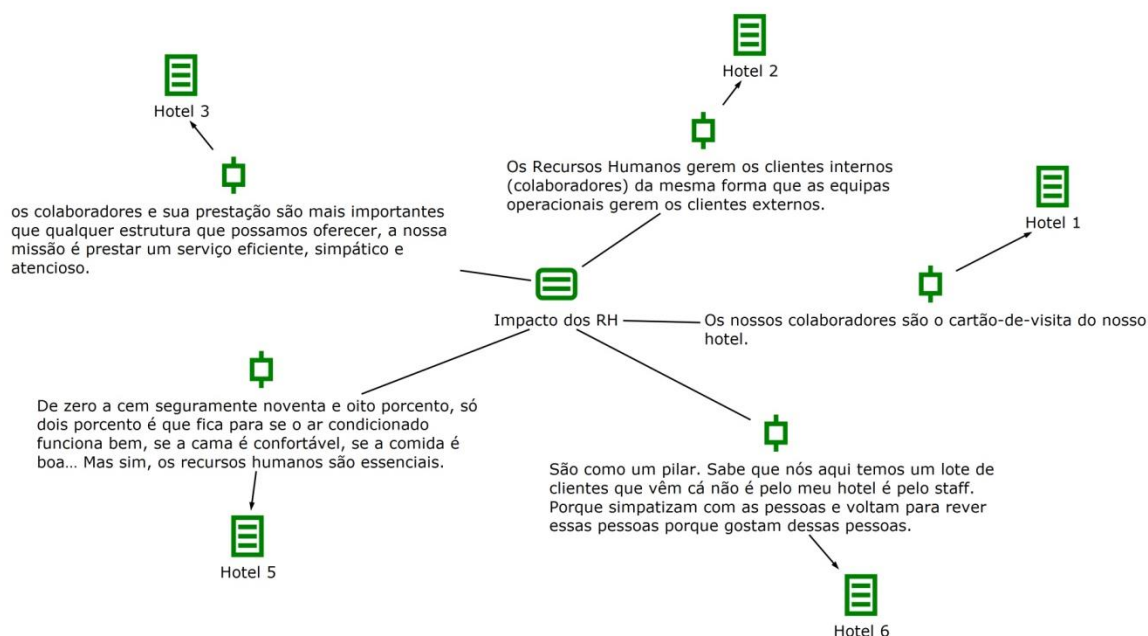 Hotel 2
Hotel 3
Os Recursos Humanos gerem os clientes internos
(colaboradores) da mesma forma que as equipas
operacionais gerem os clientes externos.
os colaboradores e sua prestação são mais importantes
que qualquer estrutura que possamos oferecer, a nossa
missão é prestar um serviço eficiente, simpático e
atencioso.
Hotel 1
Impacto dos RH
Os nossos colaboradores são o cartão-de-visita do nosso
hotel.
De zero a cem seguramente noventa e oito porcento, só
dois porcento é que fica para se o ar condicionado
funciona bem, se a cama é confortável, se a comida é
boa... Mas sim, os recursos humanos são essenciais.
São como um pilar. Sabe que nós aqui temos um lote de
clientes que vêm cá não é pelo meu hotel é pelo staff.
Porque simpatizam com as pessoas e voltam para rever
essas pessoas porque gostam dessas pessoas.
Hotel 5
Hotel 6